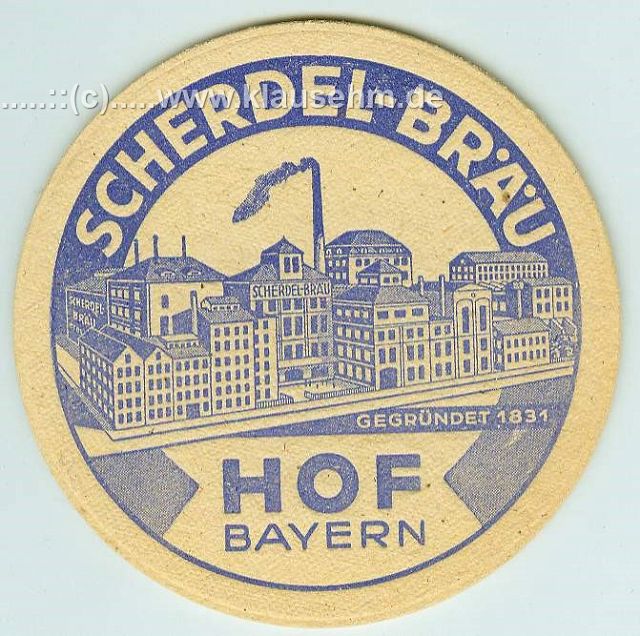 ......::(c).....www.klausehm.de
SCHERDEL-BRÄU
SCHERDEL-BRÄU
SCHERDEL-
BRÄU
GEGRÜNDET 1831
HOF
BAYERN